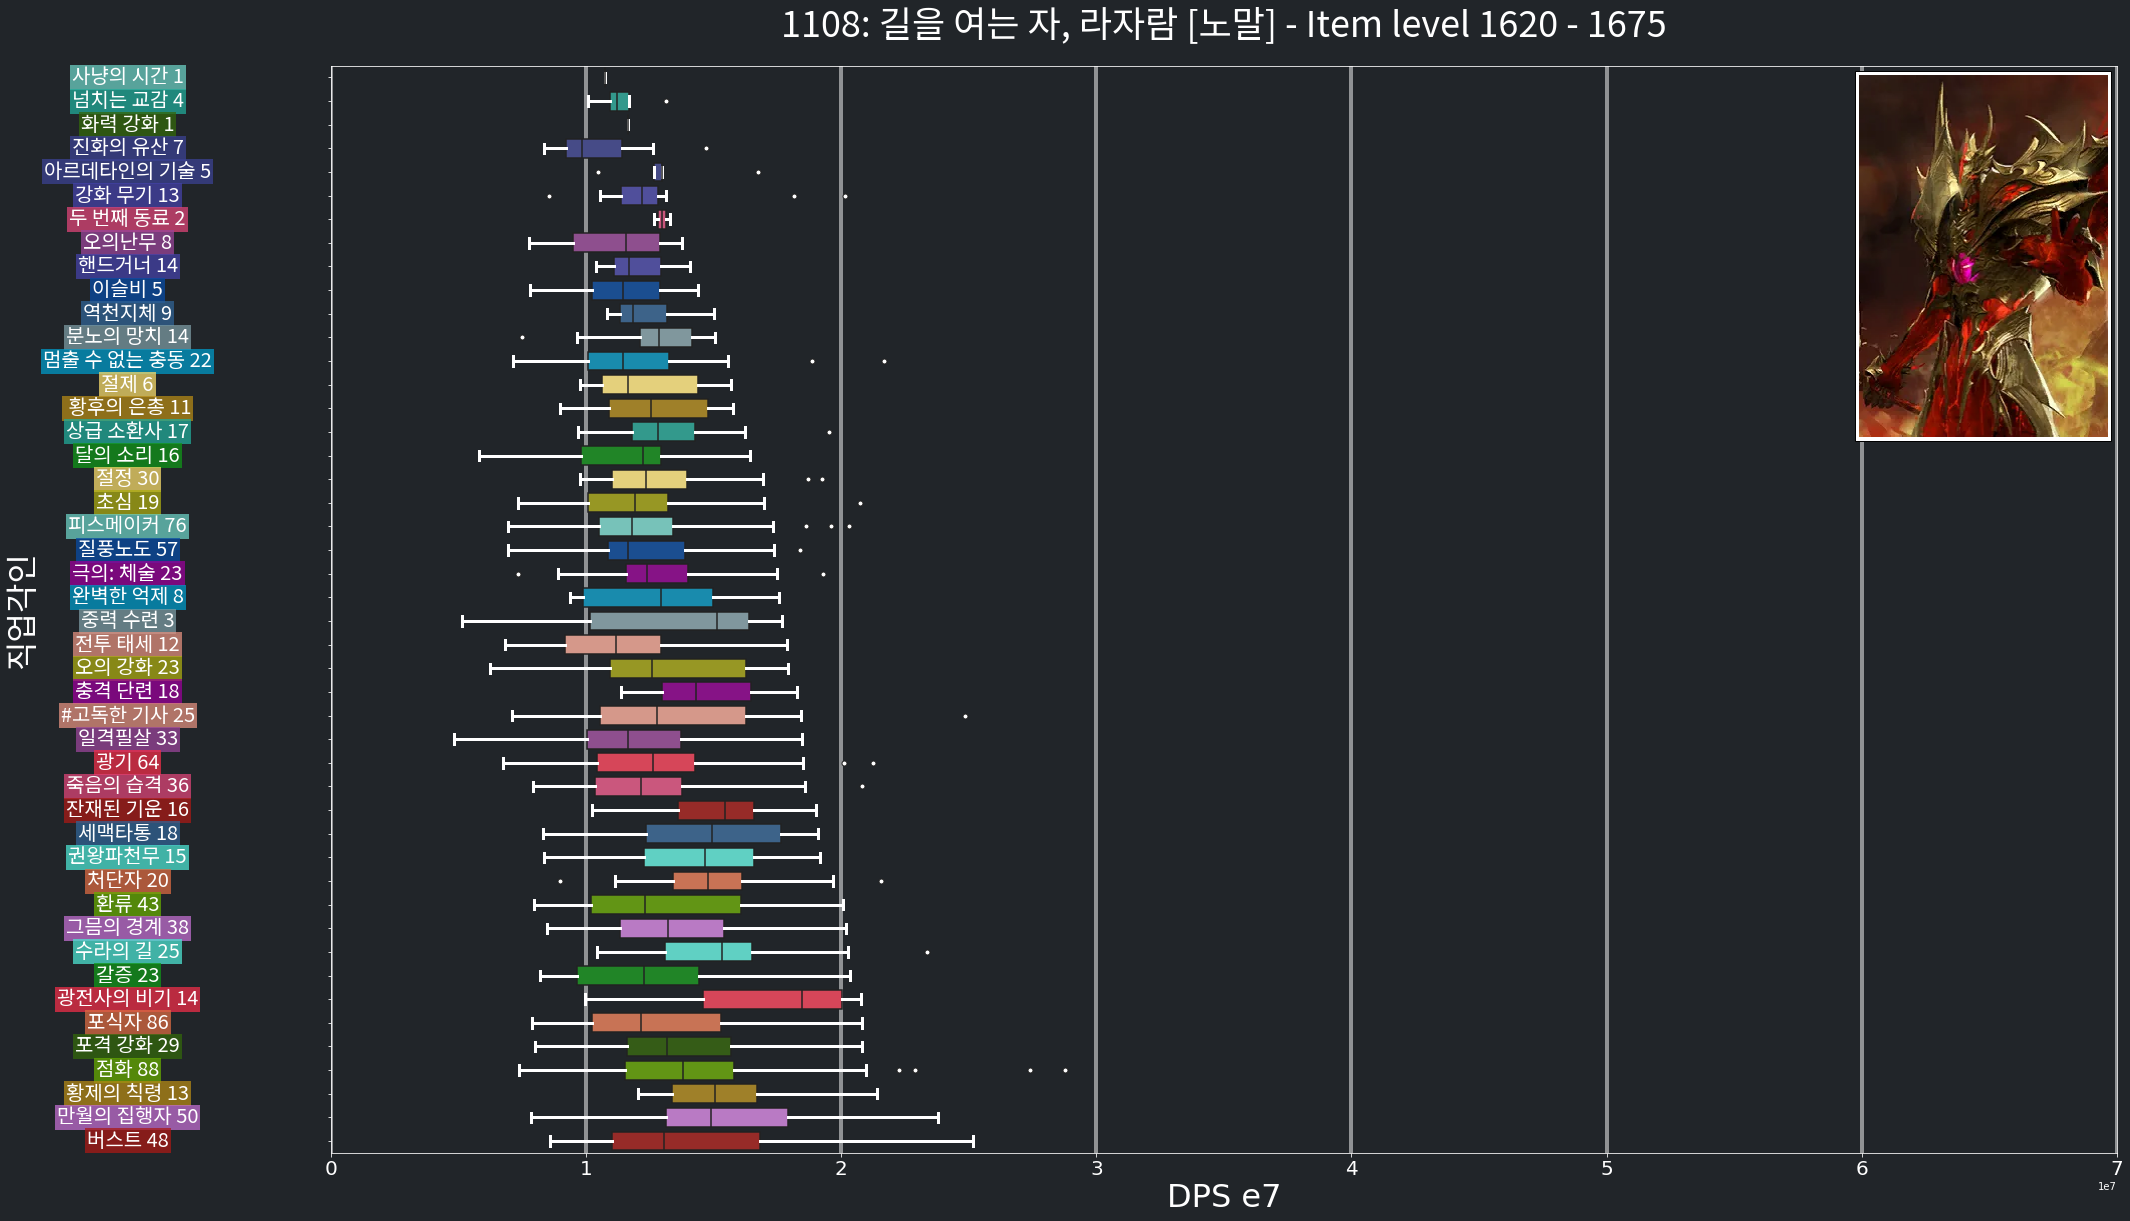 1108: 길을 여는 자, 라자람 [노말] - Item level 1620 - 1675
직업각인
사냥의 시간 1
넘치는 교감 4
화력 강화 1
진화의 유산 7
아르데타인의 기술 5
강화 무기 13
두 번째 동료 2
오의난무 8
핸드거너 14
이슬비 5
역천지체 9
분노의 망치 14
멈출 수 없는 충동 22
절제 6
황후의 은총 11
상급 소환사 17
달의 소리 16
절정 30
초심 19
피스메이커 76
질풍노도 57
극의: 체술 23
완벽한 억제 8
중력 수련 3
전투 태세 12
오의 강화 23
충격 단련 18
#고독한 기사 25
일격필살 33
광기 64
죽음의 습격 36
잔재된 기운 16
세맥타통 18
권왕파천무 15
처단자 20
환류 43
그믐의 경계 38
수라의 길 25
갈증 23
광전사의 비기 14
포식자 86
포격 강화 29
점화 88
황제의 칙령 13
만월의 집행자 50
버스트 48
0 1 2 3 4 5 6 7
1e7
DPS e7